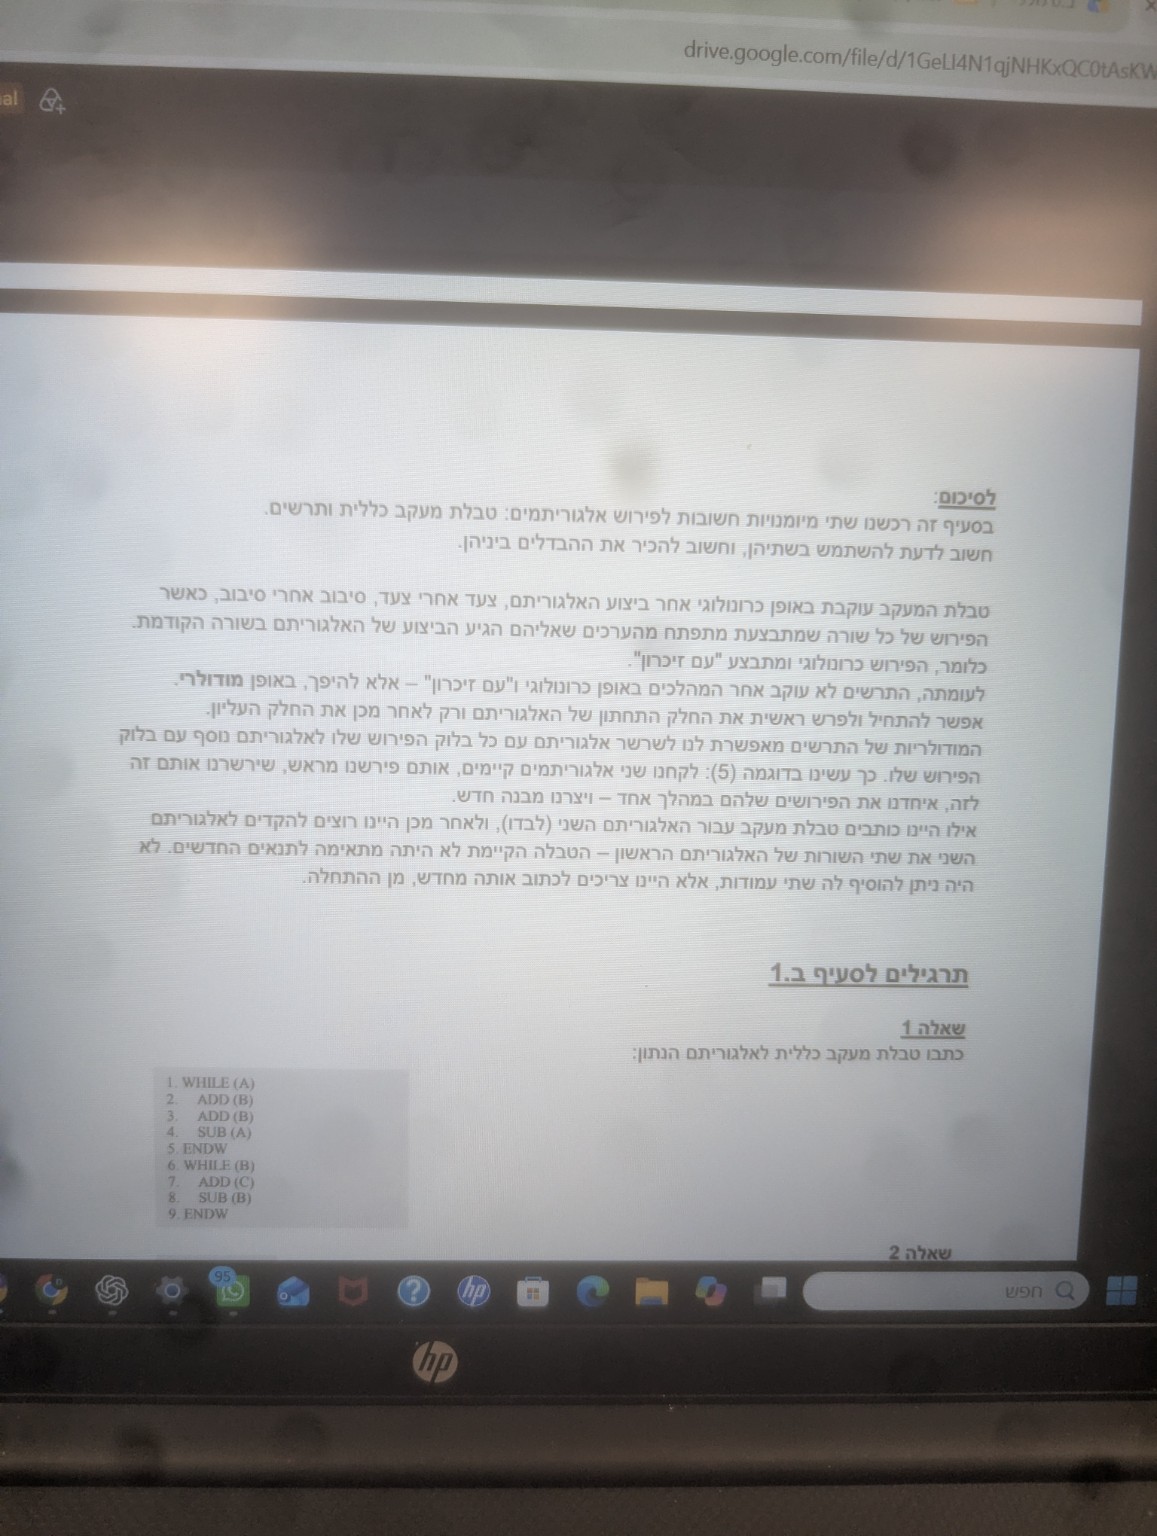 drive.google.com/file/d/1GeLl4N1qjNHKxQC0tAsKW
לסיכום:
בסעיף זה רכשנו שתי מיומנויות חשובות לפירוש אלגוריתמים: טבלת מעקב כללית ותרשים.
חשוב לדעת להשתמש בשתיהן, וחשוב להכיר את ההבדלים ביניהן.
טבלת המעקב עוקבת באופן כרונולוגי אחר ביצוע האלגוריתם, צעד אחרי צעד, סיבוב אחרי סיבוב, כאשר
הפירוש של כל שורה שמתבצעת מתפתח מהערכים שאליהם הגיע הביצוע של האלגוריתם בשורה הקודמת.
כלומר, הפירוש כרונולוגי ומתבצע "עם זיכרון".
לעומתה, התרשים לא עוקב אחר המהלכים באופן כרונולוגי ו"עם זיכרון" – אלא להיפך, באופן מודולרי.
אפשר להתחיל ולפרש ראשית את החלק התחתון של האלגוריתם ורק לאחר מכן את החלק העליון.
המודולריות של התרשים מאפשרת לנו לשרשר אלגוריתם עם כל בלוק הפירוש שלו לאלגוריתם נוסף עם בלוק
הפירוש שלו. כך עשינו בדוגמה (5): לקחנו שני אלגוריתמים קיימים, אותם פירשנו מראש, שירשרנו אותם זה
לזה, איחדנו את הפירושים שלהם במהלך אחד – ויצרנו מבנה חדש.
אילו היינו כותבים טבלת מעקב עבור האלגוריתם השני (לבדו), ולאחר מכן היינו רוצים להקדים לאלגוריתם
השני את שתי השורות של האלגוריתם הראשון – הטבלה הקיימת לא היתה מתאימה לתנאים החדשים. לא
היה ניתן להוסיף לה שתי עמודות, אלא היינו צריכים לכתוב אותה מחדש, מן ההתחלה.
תרגילים לסעיף ב.1
שאלה 1
כתבו טבלת מעקב כללית לאלגוריתם הנתון:
1. WHILE (A)
2. ADD (B)
3. ADD (B)
4. SUB (A)
5. ENDW
6. WHILE (B)
7. ADD (C)
8. SUB (B)
9. ENDW
שאלה 2
95
חפש
hp
hp